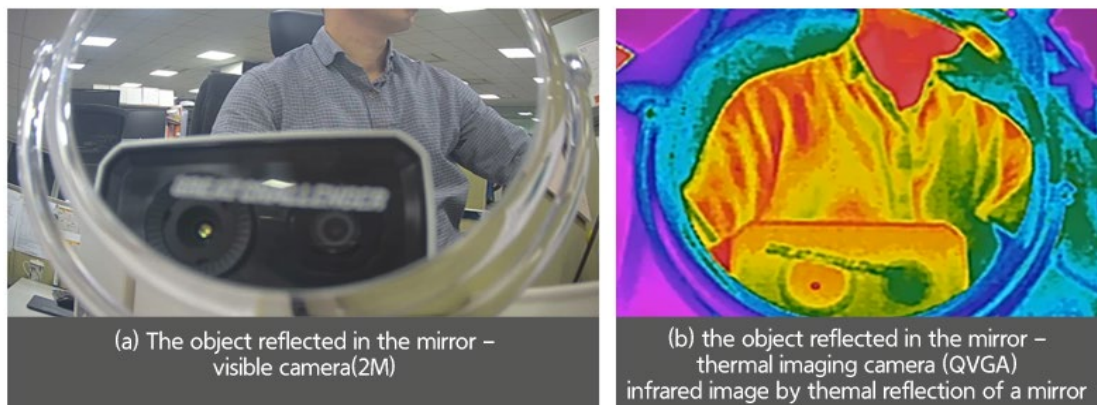 (a) The object reflected in the mirror –
visible camera(2M)
(b) the object reflected in the mirror –
thermal imaging camera (QVGA)
infrared image by themal reflection of a mirror